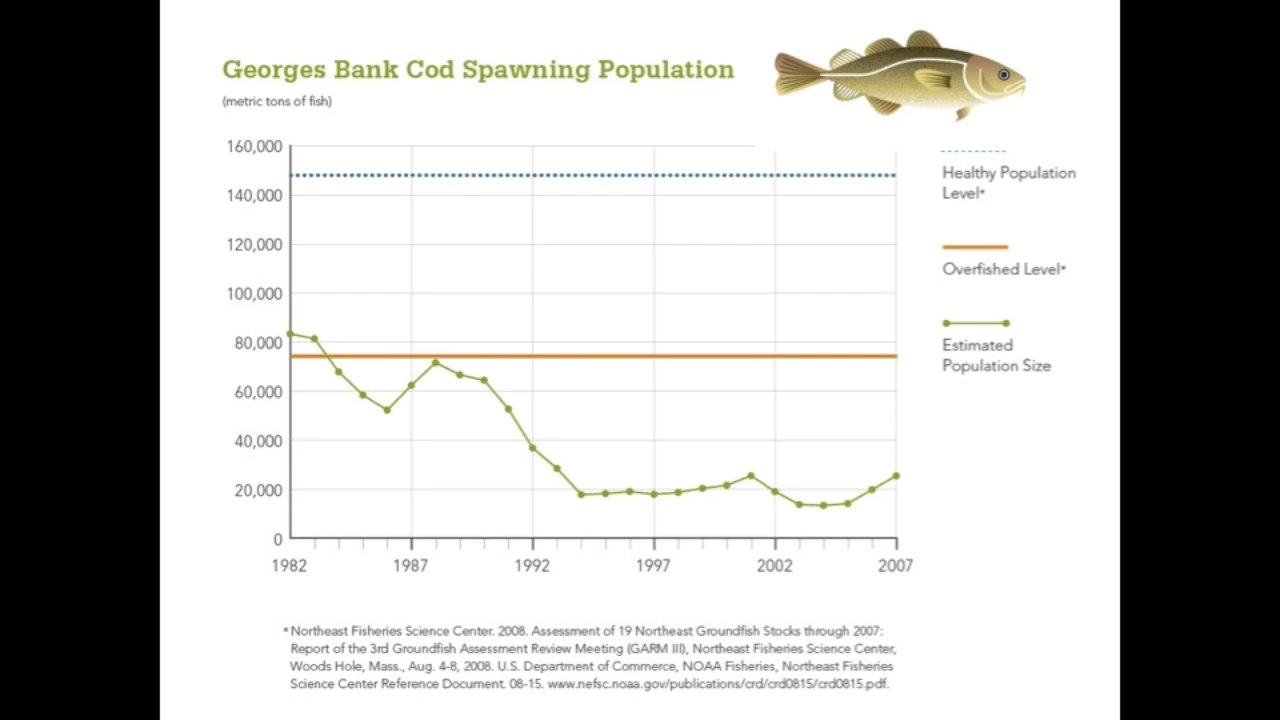 Georges Bank Cod Spawning Population
(metric tons of fish)
160,000
140,000
120,000
100,000
80,000
60,000
40,000
20,000
0
1982 1987 1992 1997 2002 2007
Healthy Population
Level*
Overfished Level*
Estimated
Population Size
* Northeast Fisheries Science Center. 2008. Assessment of 19 Northeast Groundfish Stocks through 2007:
Report of the 3rd Groundfish Assessment Review Meeting (GARM III), Northeast Fisheries Science Center,
Woods Hole, Mass., Aug. 4-8, 2008. U.S. Department of Commerce, NOAA Fisheries, Northeast Fisheries
Science Center Reference Document. 08-15. www.nefsc.noaa.gov/publications/crd/crd0815/crd0815.pdf.